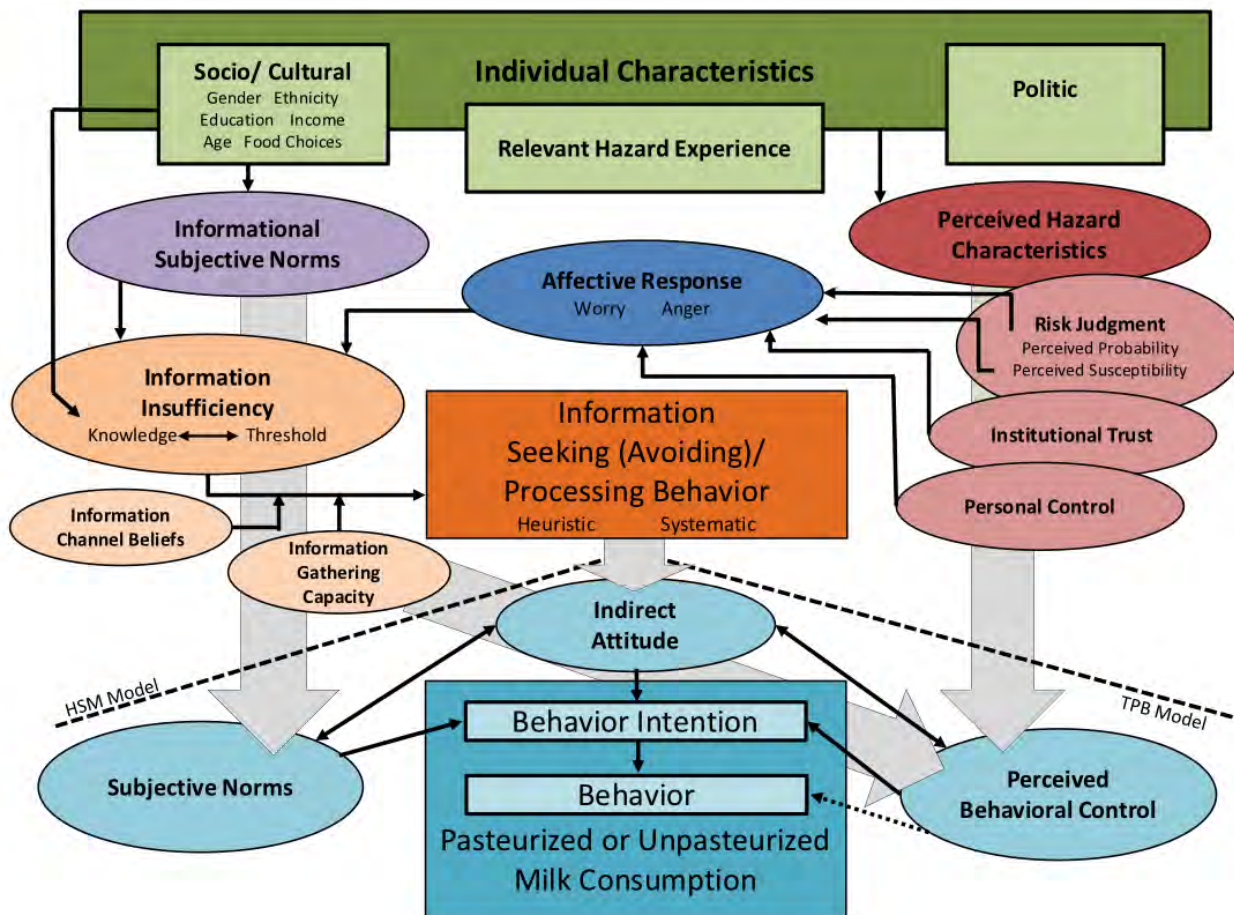 Individual Characteristics
Socio/ Cultural
Gender Ethnicity
Education Income
Age Food Choices
Relevant Hazard Experience
Politic
Informational
Subjective Norms
Perceived Hazard
Characteristics
Affective Response
Worry Anger
Risk Judgment
Perceived Probability
Perceived Susceptibility
Information
Insufficiency
Knowledge Threshold
Information
Seeking (Avoiding)/
Processing Behavior
Heuristic Systematic
Institutional Trust
Personal Control
Information
Channel Beliefs
Information
Gathering
Capacity
Indirect
Attitude
HSM Model
TPB Model
Subjective Norms
Behavior Intention
Behavior
Pasteurized or Unpasteurized
Milk Consumption
Perceived
Behavioral Control